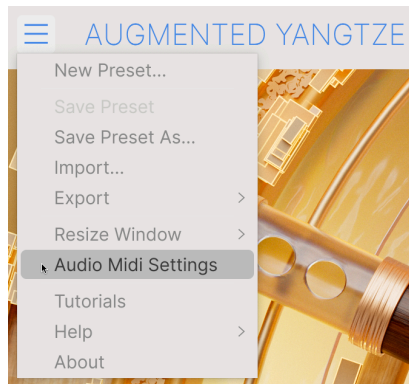 AUGMENTED YANGTZE
New Preset...
Save Preset
Save Preset As...
Import...
Export
Resize Window
Audio Midi Settings
Tutorials
Help
About